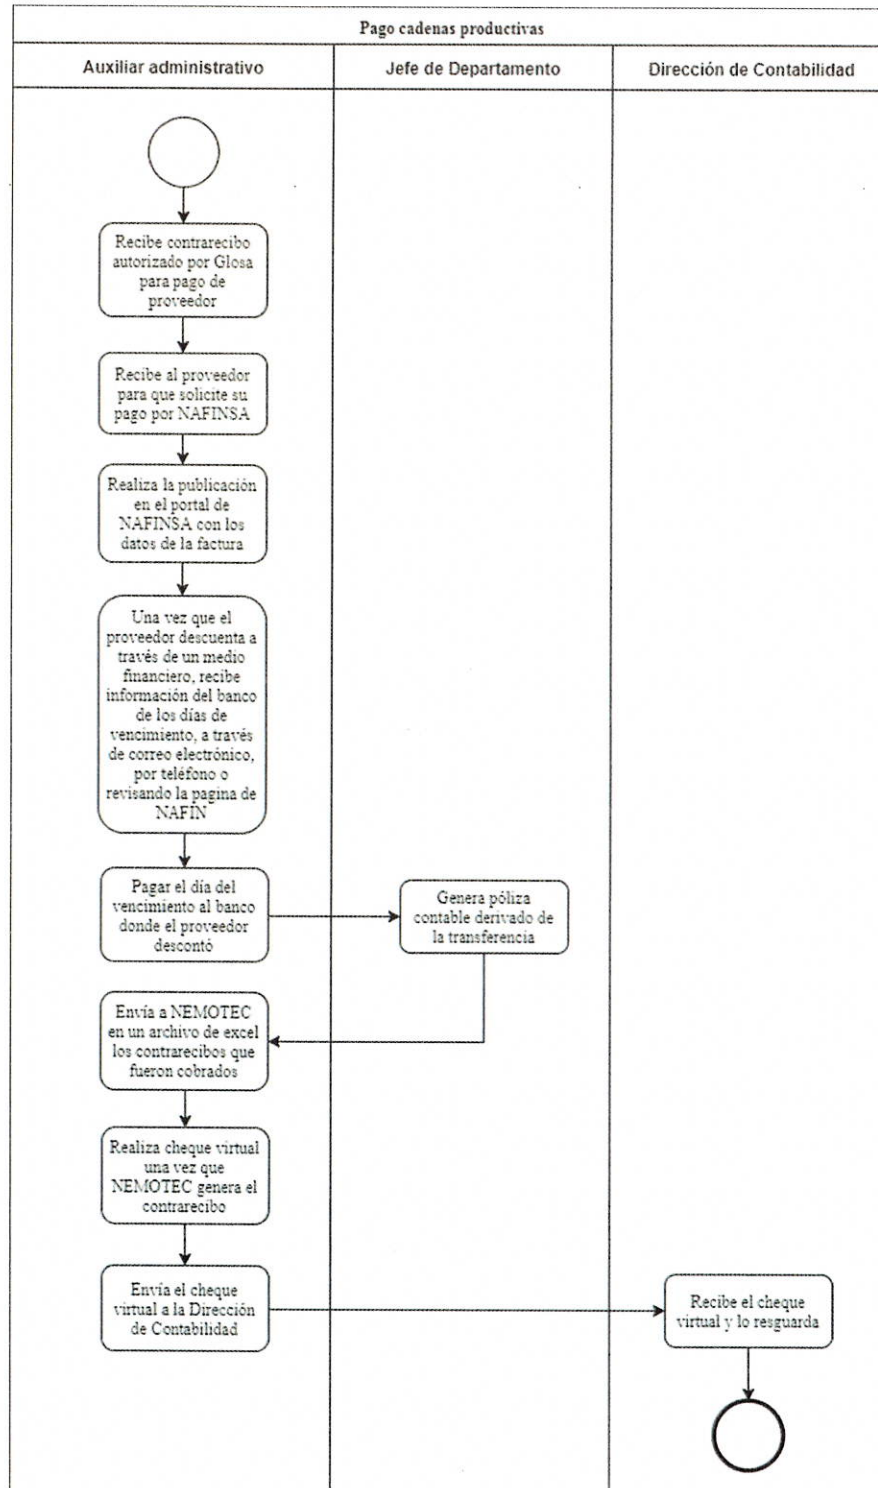 Pago cadenas productivas
Auxiliar administrativo
Jefe de Departamento
Dirección de Contabilidad
Recibe contrarecibo
autorizado por Glosa
para pago de
proveedor
Recibe al proveedor
para que solicite su
pago por NAFINSA
Realiza la publicación
en el portal de
NAFINSA con los
datos de la factura
Una vez que el
proveedor descuenta a
través de un medio
financiero, recibe
información del banco
de los días de
vencimiento, a través
de correo electrónico,
por teléfono o
revisando la pagina de
NAFIN
Pagar el día del
vencimiento al banco
donde el proveedor
descontó
Genera póliza
contable derivado de
la transferencia
Envía a NEMOTEC
en un archivo de excel
los contrarecibos que
fueron cobrados
Realiza cheque virtual
una vez que
NEMOTEC genera el
contrarecibo
Envía el cheque
virtual a la Dirección
de Contabilidad
Recibe el cheque
virtual y lo resguarda